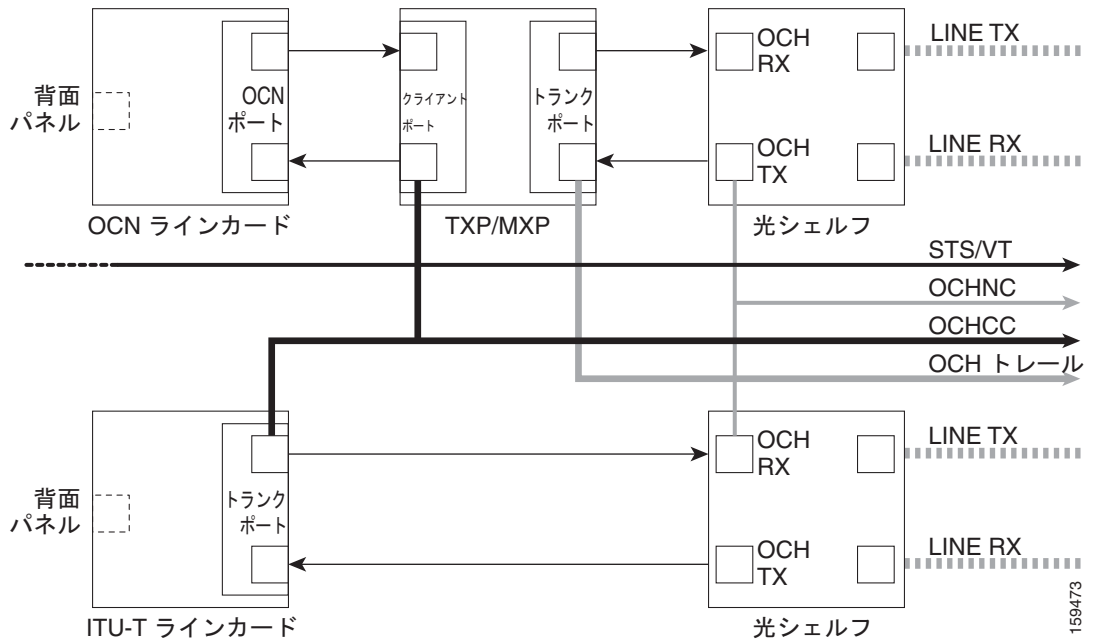 背面
パネル
OCN
ポート
クライアント
ポート
トランク
ポート
OCH
RX
OCH
TX
LINE TX
LINE RX
OCN ラインカード
TXP/MXP
光シェルフ
STS/VT
OCHNC
OCHCC
OCH トレール
背面
パネル
トランク
ポート
OCH
RX
OCH
TX
LINE TX
LINE RX
ITU-T ラインカード
光シェルフ
159473